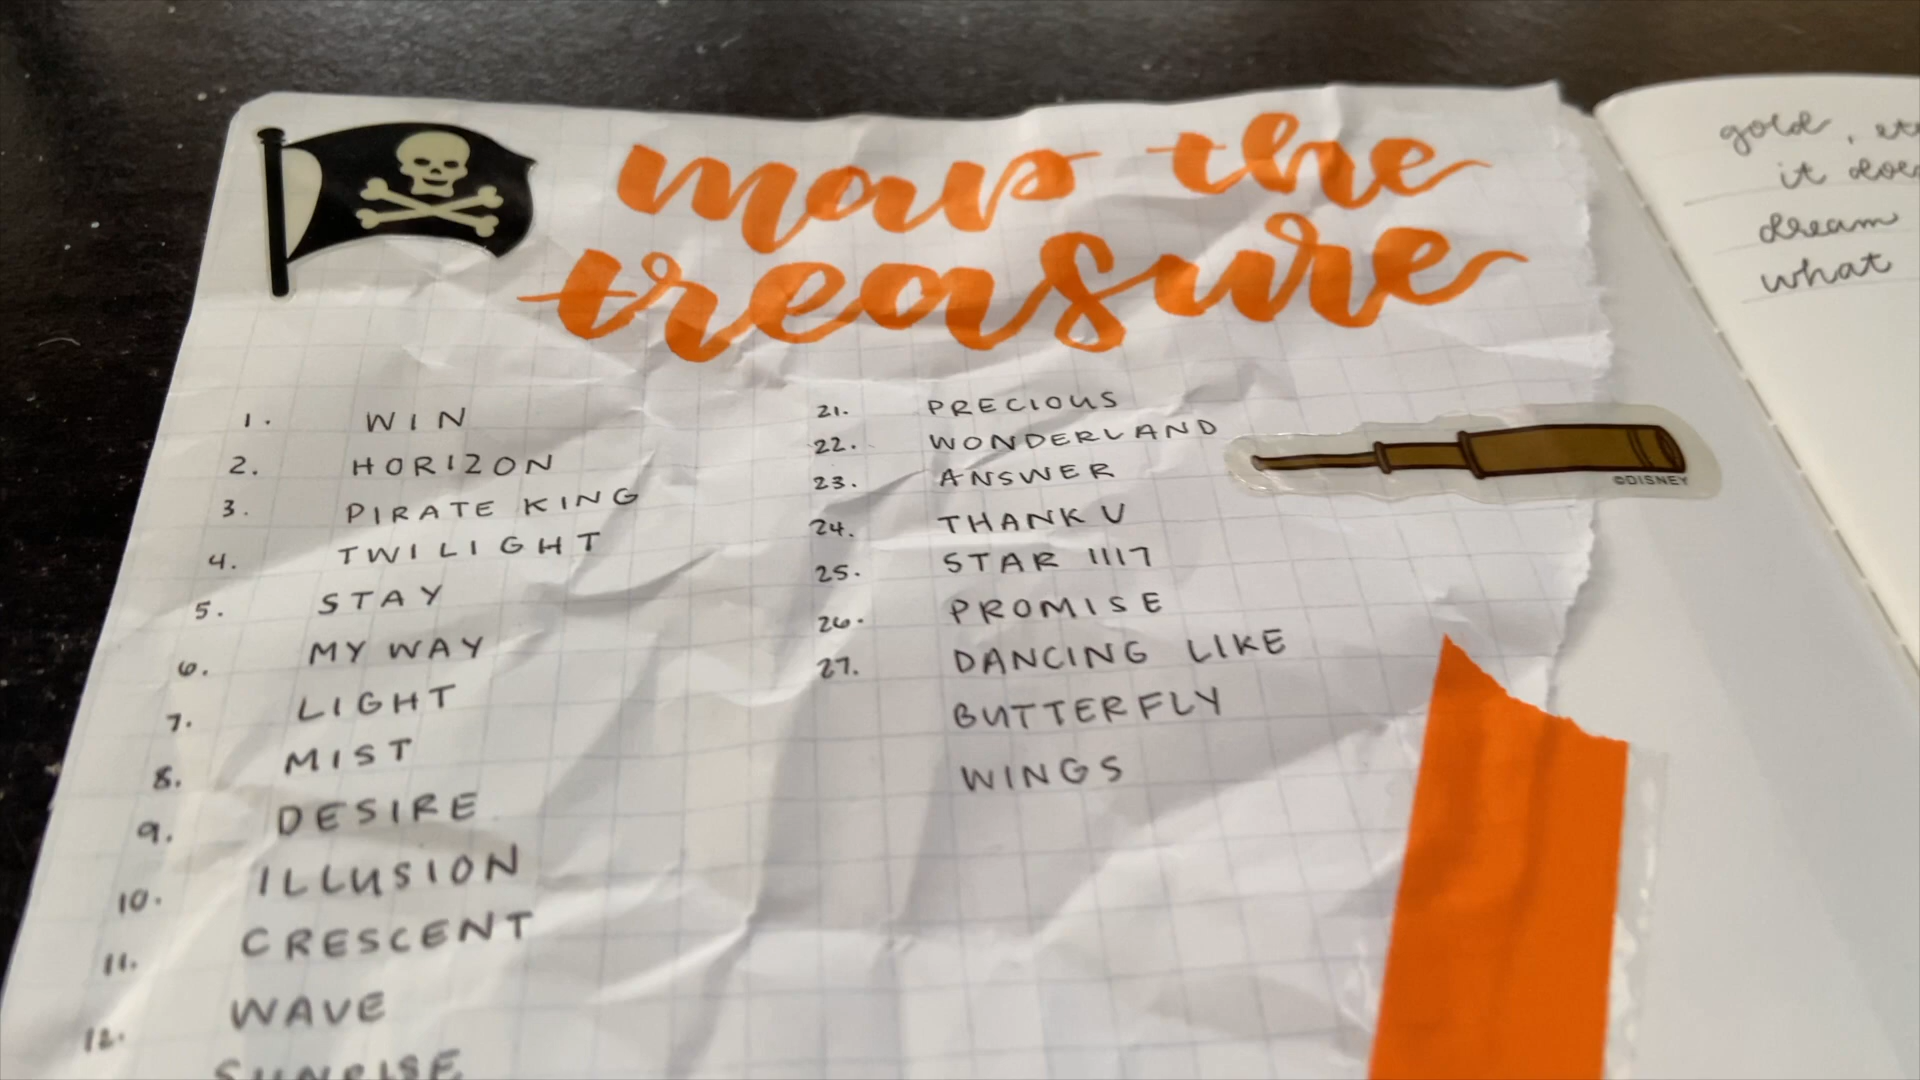 map the
treasure
1. WIN
2. HORIZON
3. PIRATE KING
4. TWILIGHT
5. STAY
6. MY WAY
7. LIGHT
8. MIST
9. DESIRE
10. ILLUSION
11. CRESCENT
12. WAVE
SUNRISE
21. PRECIOUS
22. WONDERLAND
23. ANSWER
24. THANK U
25. STAR 1117
26. PROMISE
27. DANCING LIKE
BUTTERFLY
WINGS
©DISNEY
gold,
it
dream
what